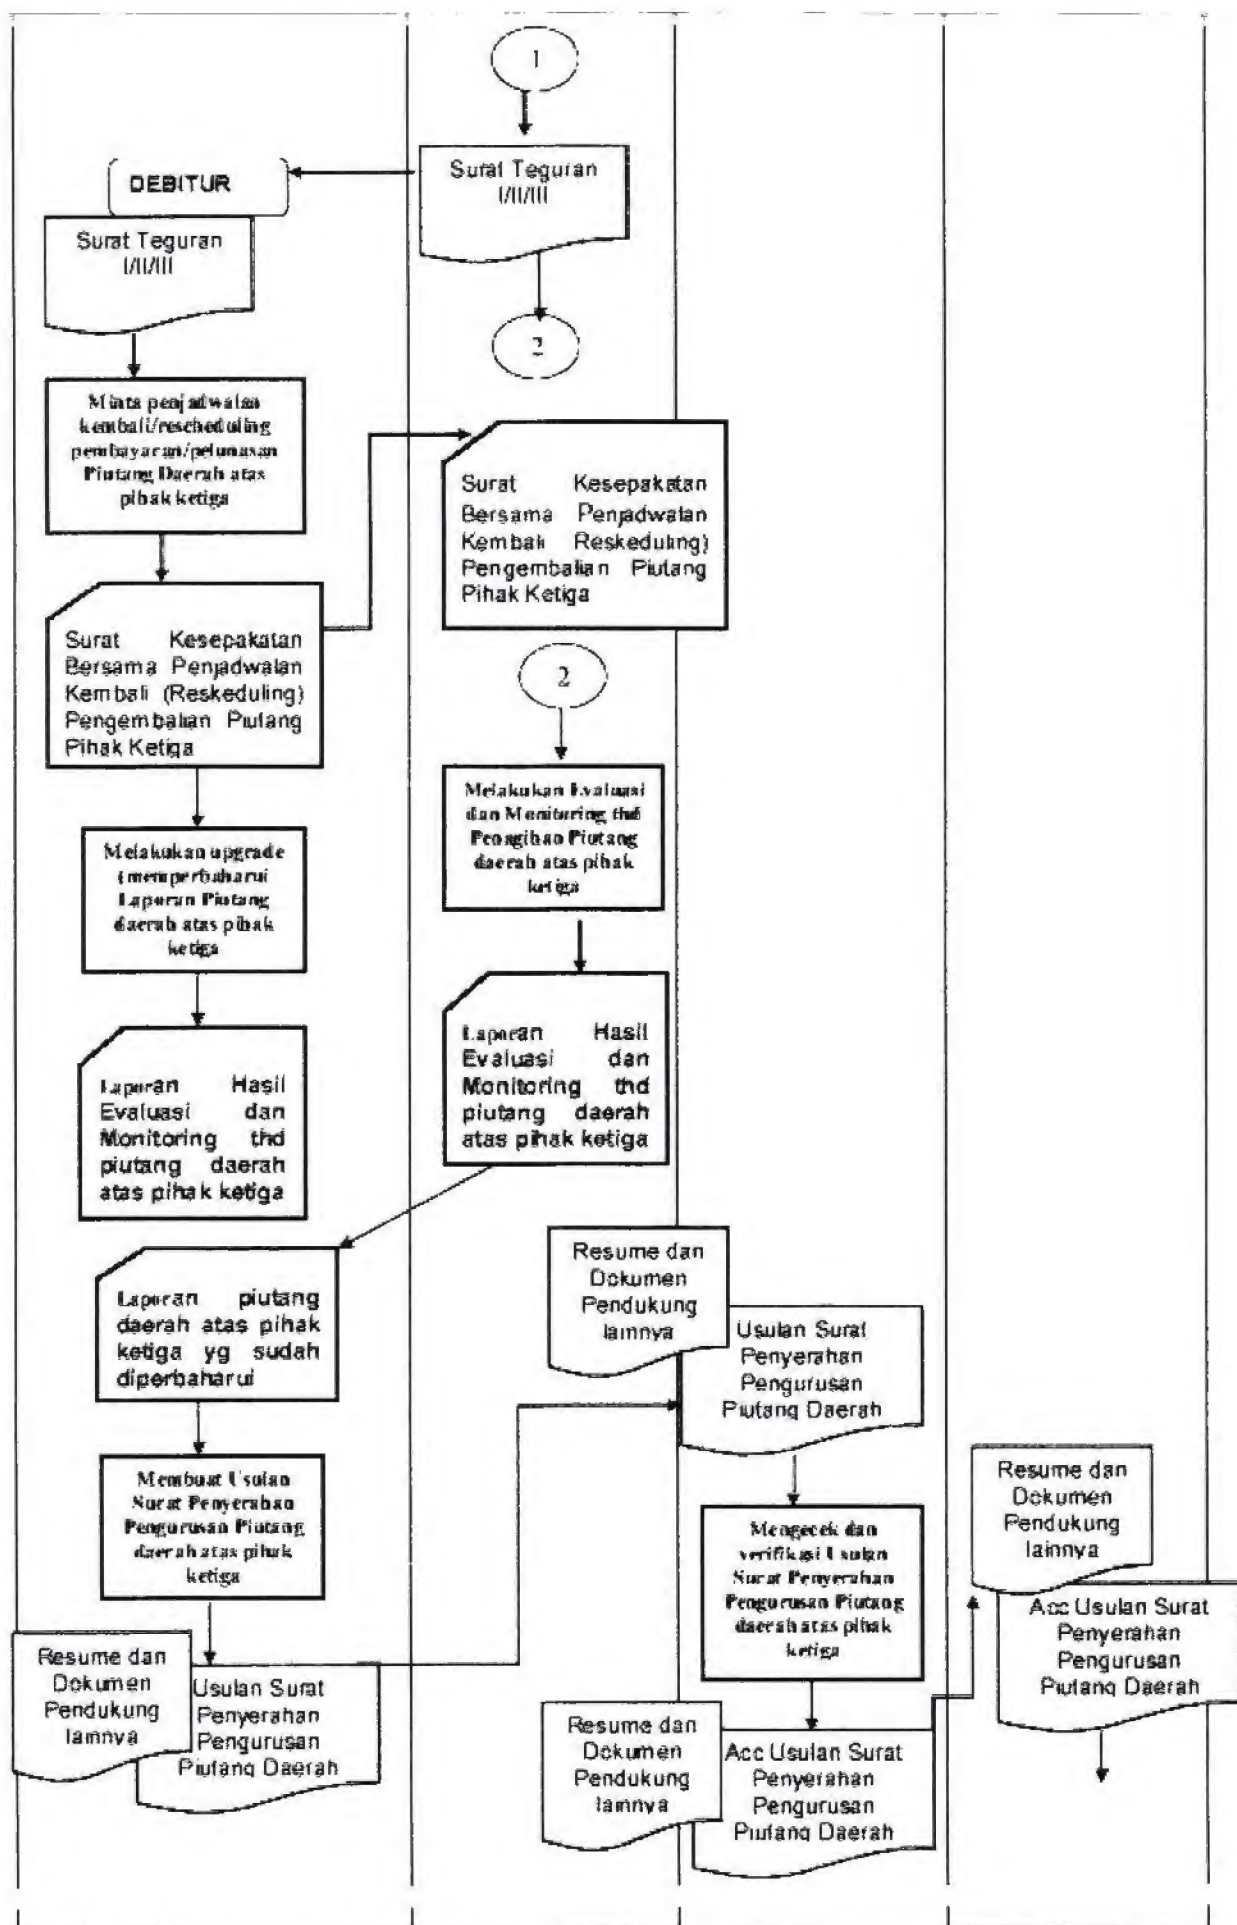 1
Surat Teguran
I/II/III
DEBITUR
Surat Teguran
I/II/III
2
Minta penjadwalan
kembali/rescheduling
pembayaran/pelunasan
Piutang Daerah atas
pihak ketiga
Surat Kesepakatan
Bersama Penjadwalan
Kembali Reskeduling)
Pengembalian Piutang
Pihak Ketiga
Surat Kesepakatan
Bersama Penjadwalan
Kembali (Reskeduling)
Pengembalian Piutang
Pihak Ketiga
2
Melakukan Evaluasi
dan Monitoring thd
Penagihan Piutang
daerah atas pihak
ketiga
Melakukan upgrade
(memperbaharui
Laporan Piutang
daerah atas pihak
ketiga
Laporan Hasil
Evaluasi dan
Monitoring thd
piutang daerah
atas pihak ketiga
Laporan Hasil
Evaluasi dan
Monitoring thd
piutang daerah
atas pihak ketiga
Laporan piutang
daerah atas pihak
ketiga yg sudah
diperbaharui
Resume dan
Dokumen
Pendukung
lainnya
Usulan Surat
Penyerahan
Pengurusan
Piutang Daerah
Membuat Usulan
Surat Penyerahan
Pengurusan Piutang
daerah atas pihak
ketiga
Mengecek dan
verifikasi Usulan
Surat Penyerahan
Pengurusan Piutang
daerah atas pihak
ketiga
Resume dan
Dokumen
Pendukung
lainnya
Acc Usulan Surat
Penyerahan
Pengurusan
Piutang Daerah
Resume dan
Dokumen
Pendukung
lainnya
Usulan Surat
Penyerahan
Pengurusan
Piutang Daerah
Resume dan
Dokumen
Pendukung
lainnya
Acc Usulan Surat
Penyerahan
Pengurusan
Piutang Daerah